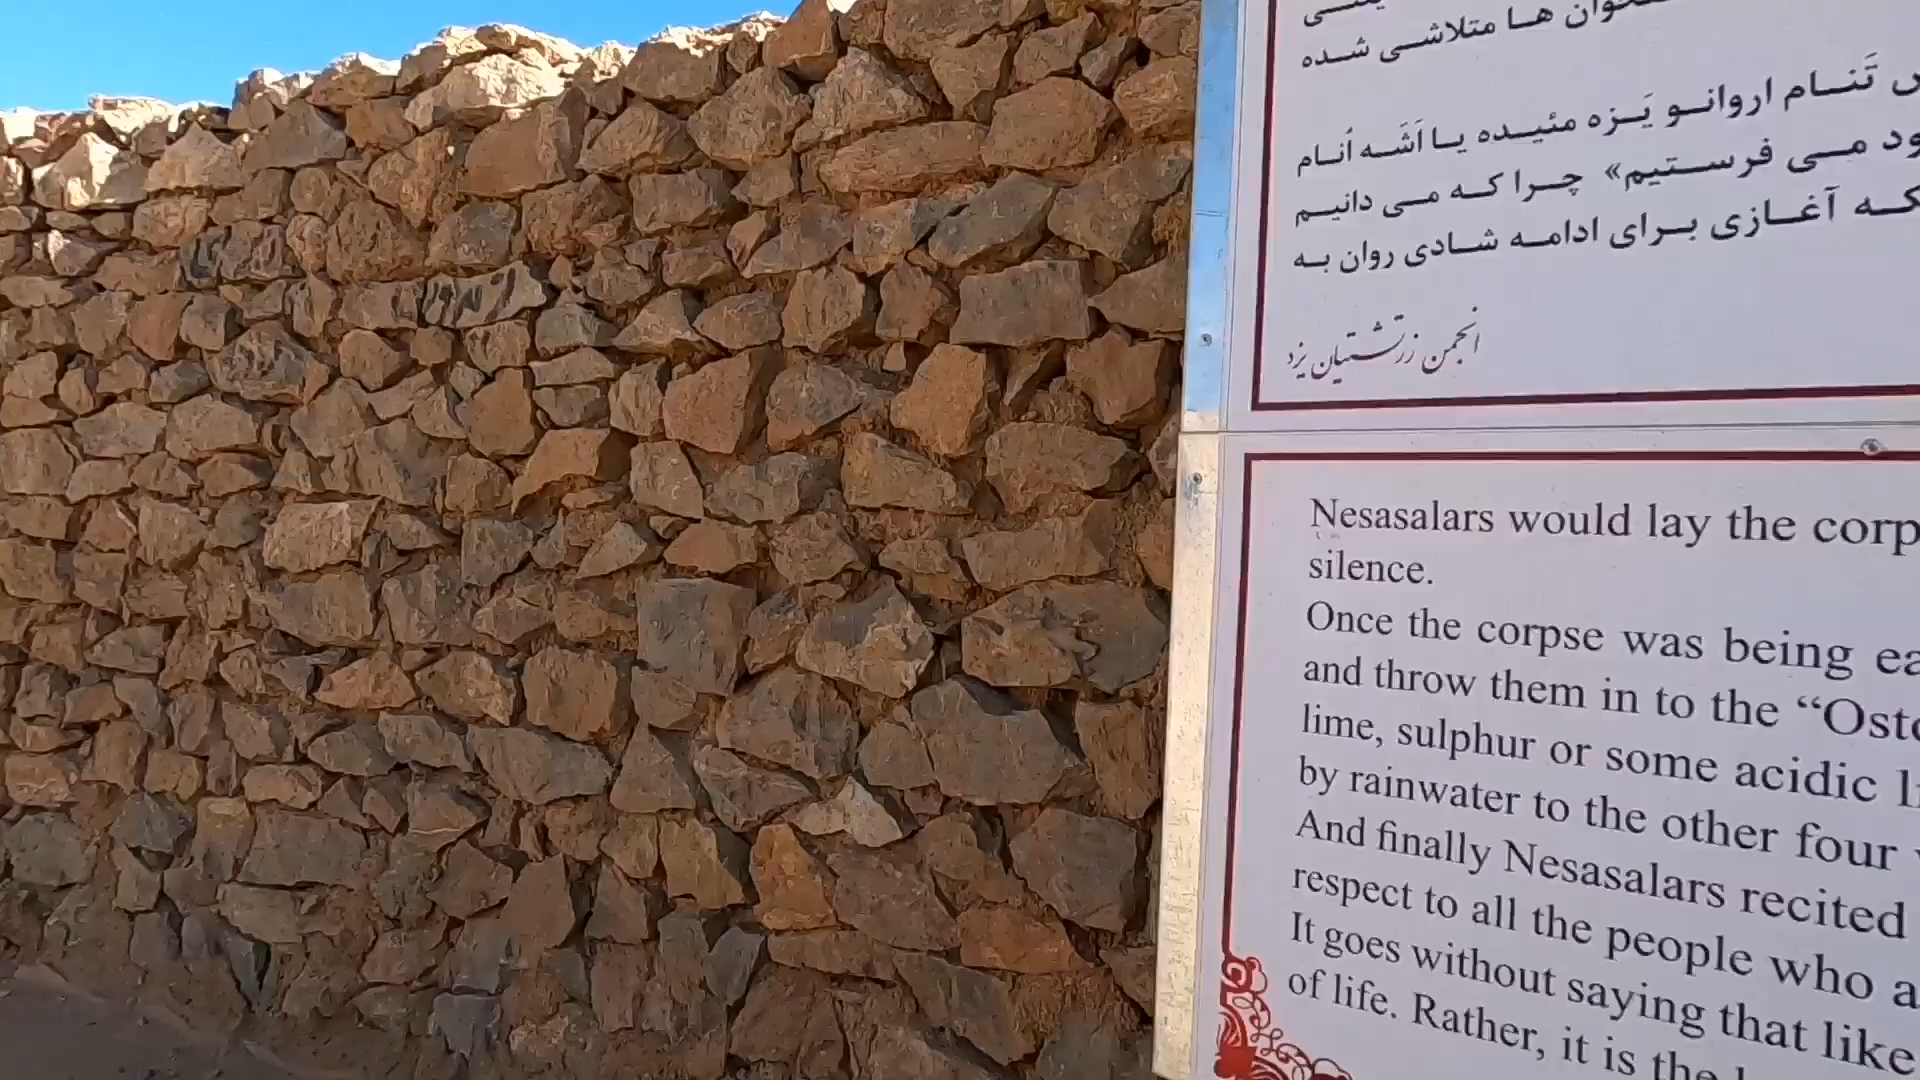 یعنی
ها متلاشی شده
تَنام اروانو یَزه مئیده یا اَشَه اُنام
می فرستیم» چرا که می دانیم
که آغازی برای ادامه شادی روان به
انجمن زرتشتیان یزد
Nesasalars would lay the corp
silence.
Once the corpse was being ea
and throw them in to the “Oste
lime, sulphur or some acidic li
by rainwater to the other four
And finally Nesasalars recited
respect to all the people who a
It goes without saying that like
of life. Rather, it is the